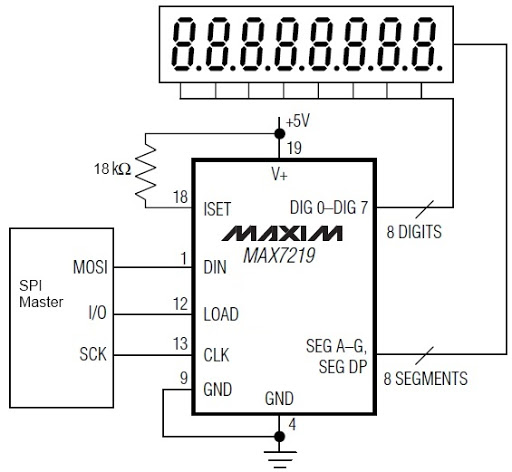 8.8.8.8.8.8.8.8.
+5V
19
V+
18kΩ
18
ISET
DIG 0–DIG 7
8 DIGITS
MAXIM
MAX7219
SPI
Master
MOSI
1
DIN
I/O
12
LOAD
SCK
13
CLK
SEG A–G,
SEG DP
8 SEGMENTS
9
GND
GND
4